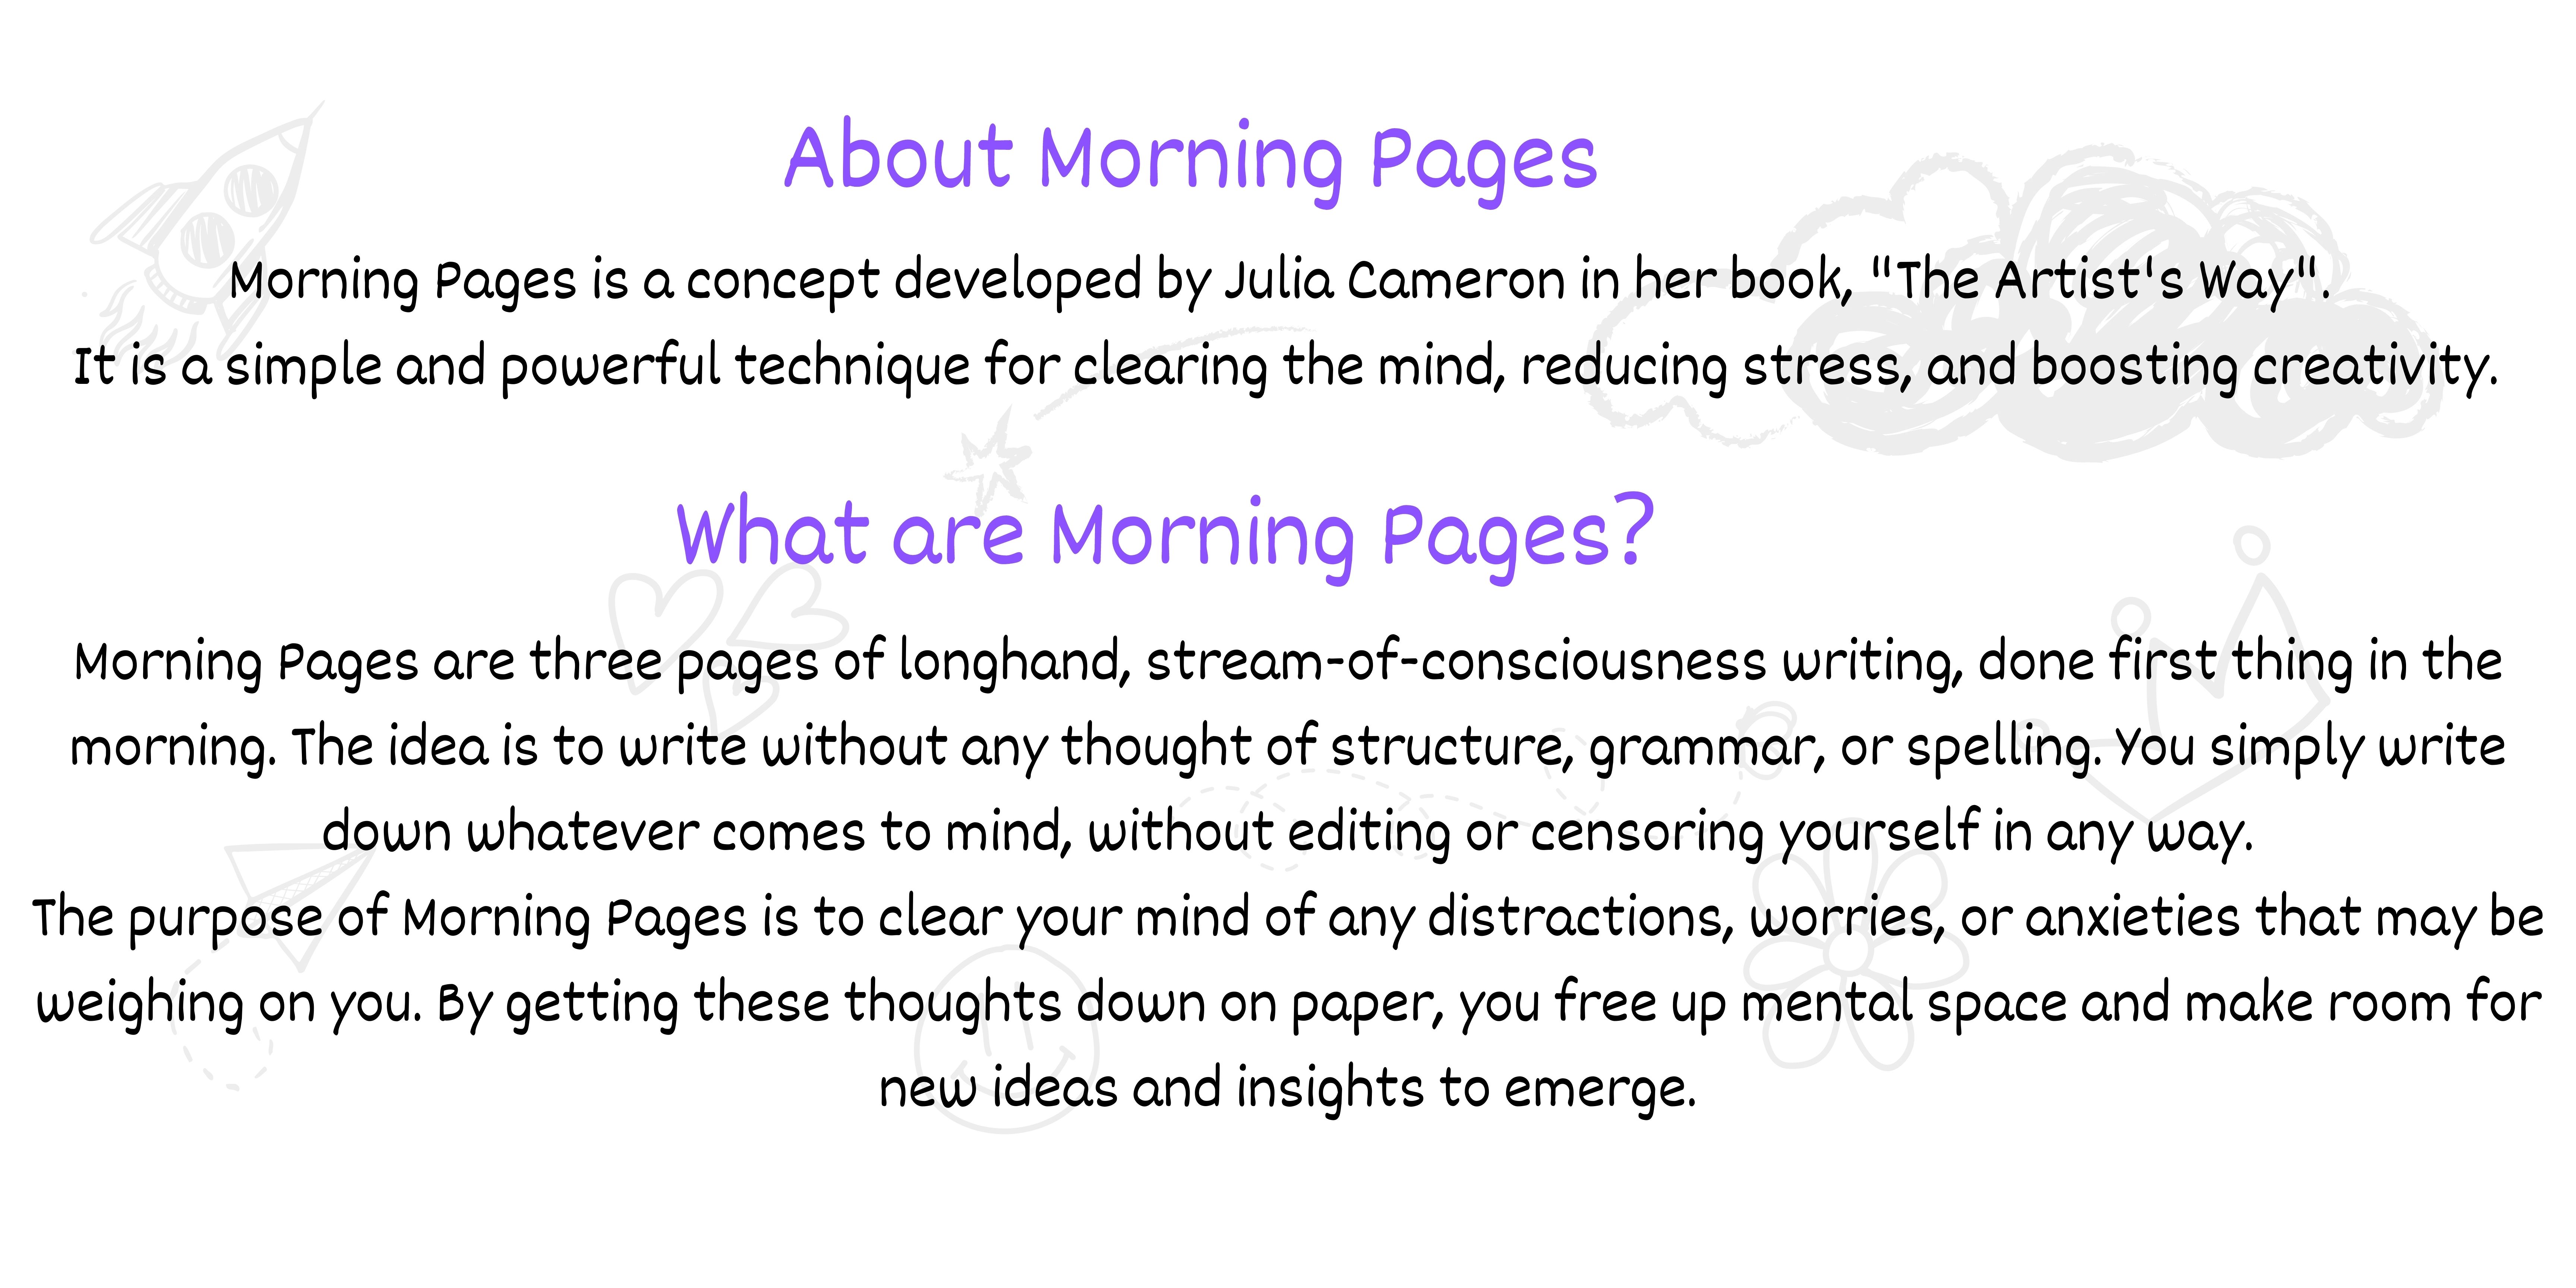 About Morning Pages
Morning Pages is a concept developed by Julia Cameron in her book, "The Artist's Way".
It is a simple and powerful technique for clearing the mind, reducing stress, and boosting creativity.
What are Morning Pages?
Morning Pages are three pages of longhand, stream-of-consciousness writing, done first thing in the
morning. The idea is to write without any thought of structure, grammar, or spelling. You simply write
down whatever comes to mind, without editing or censoring yourself in any way.
The purpose of Morning Pages is to clear your mind of any distractions, worries, or anxieties that may be
weighing on you. By getting these thoughts down on paper, you free up mental space and make room for
new ideas and insights to emerge.